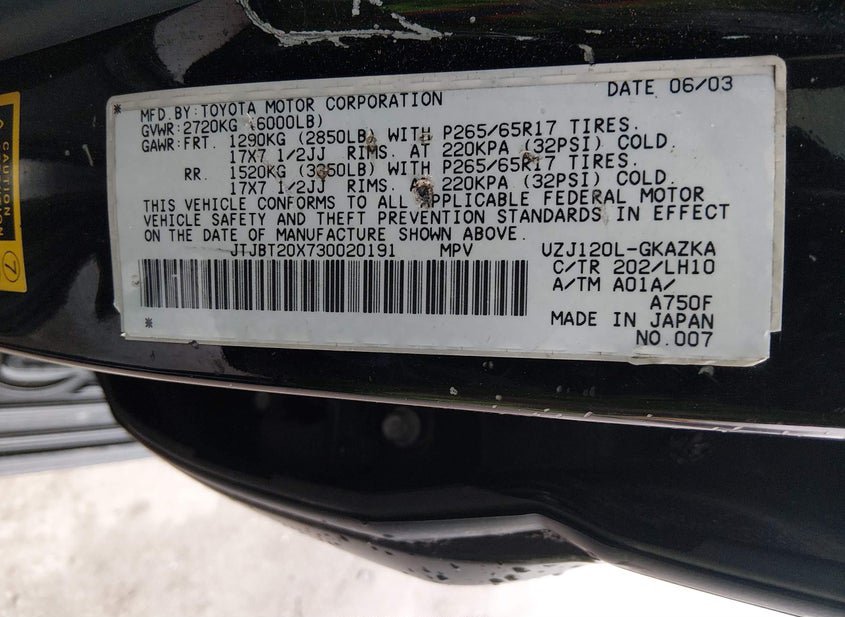 DATE 06/03
MFD.BY:TOYOTA MOTOR CORPORATION
GVWR:2720KG (6000LB)
GAWR:FRT. 1290KG (2850LB) WITH P265/65R17 TIRES.
17X7 1/2JJ RIMS. AT 220KPA (32PSI) COLD.
RR. 1520KG (3350LB) WITH P265/65R17 TIRES.
17X7 1/2JJ RIMS. AT 220KPA (32PSI) COLD.
THIS VEHICLE CONFORMS TO ALL APPLICABLE FEDERAL MOTOR
VEHICLE SAFETY AND THEFT PREVENTION STANDARDS IN EFFECT
ON THE DATE OF MANUFACTURE SHOWN ABOVE.
JTJBT20X730020191 MPV UZJ120L-GKAZKA
C/TR 202/LH10
A/TM A01A/
A750F
MADE IN JAPAN
NO.007
CAUTION
7